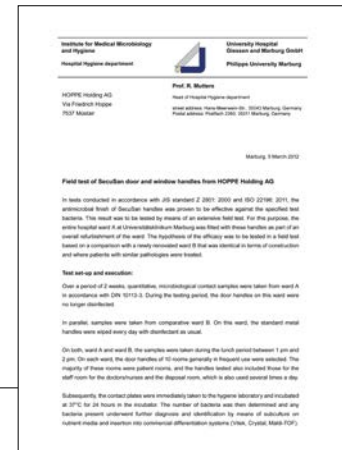 Institute for Medical Microbiology
and Hygiene
Hospital Hygiene department
University Hospital
Giessen and Marburg GmbH
Philipps University Marburg
HOPPE Holding AG
Via Friedrich Hoppe
7537 Müstair
Prof. R. Mutters
Head of Hospital Hygiene department
Marburg, 5 March 2012
Field test of SecuSan door and window handles from HOPPE Holding AG
In tests conducted in accordance with JIS standard Z 2801: 2000 and ISO 22196: 2011, the
antimicrobial finish of SecuSan handles was proven to be effective against the specified test
bacteria. This result was to be tested by means of an extensive field test. For this purpose, the
entire hospital ward A at Universitätsklinikum Marburg was fitted with these handles as part of an
overall refurbishment of the ward. The hypothesis of the efficacy was to be tested in a field test
based on a comparison with a newly renovated ward B that was identical in terms of construction
and where patients with similar pathologies were treated.
Test set-up and execution:
Over a period of 2 weeks, quantitative, microbiological contact samples were taken from ward A
in accordance with DIN 10113-3. During the testing period, the door handles on this ward were
no longer disinfected.
In parallel, samples were taken from comparative ward B. On this ward, the standard metal
handles were wiped every day with disinfectant as usual.
On both, ward A and ward B, the samples were taken during the lunch period between 1 pm and
2 pm. On each ward, the door handles of 10 rooms generally in frequent use were selected. The
majority of these rooms were patient rooms, and the handles tested also included those for the
staff room for the doctors/nurses and the disposal room, which is also used several times a day.
Subsequently, the contact plates were immediately taken to the hygiene laboratory and incubated
at 37°C for 24 hours in the incubator. The number of bacteria was then determined and any
bacteria present underwent further diagnosis and identification by means of subculture on
nutrient media and insertion into commercial differentiation systems (Vitek, Crystal, Maldi-TOF).